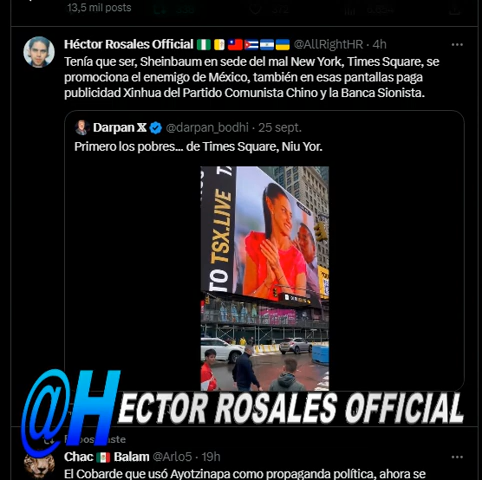 13,5 mil posts
Héctor Rosales Official @AllRightHR · 4h
Tenía que ser, Sheinbaum en sede del mal New York, Times Square, se
promociona el enemigo de México, también en esas pantallas paga
publicidad Xinhua del Partido Comunista Chino y la Banca Sionista.
Darpan X @darpan_bodhi · 25 sept.
Primero los pobres... de Times Square, Niu Yor.
TO TSX.LIVE
@HECTOR ROSALES OFFICIAL
Chac Balam @Arlo5 · 19h
El Cobarde que usó Ayotzinapa como propaganda política, ahora se